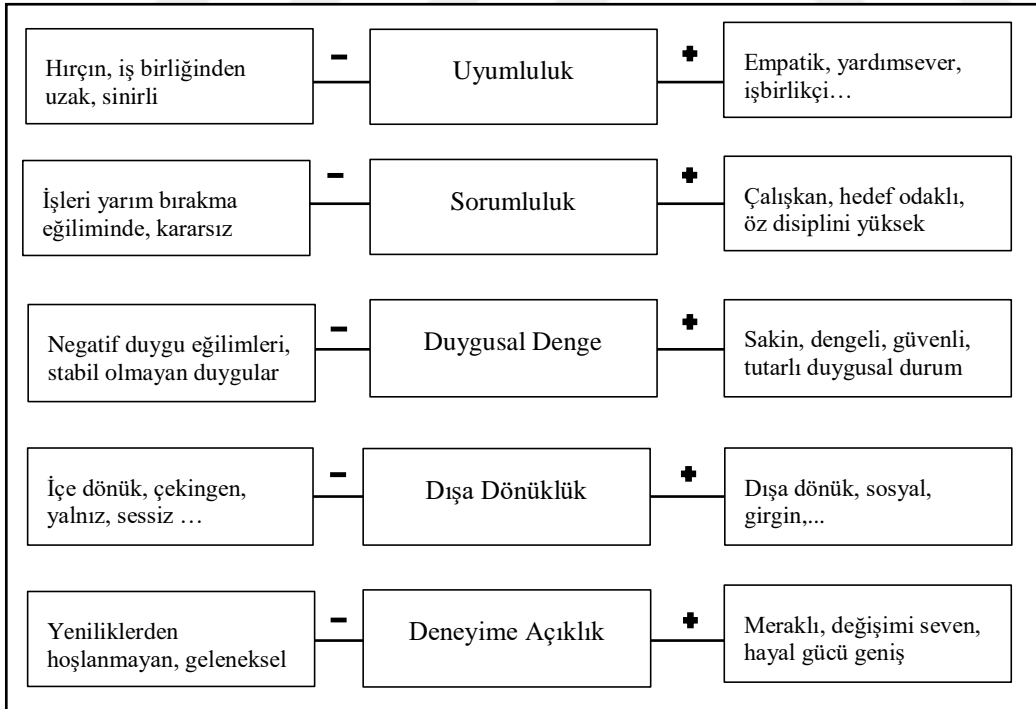 Hırçın, iş birliğinden
uzak, sinirli
-
Uyumluluk
+
Empatik, yardımsever,
işbirlikçi…
İşleri yarım bırakma
eğiliminde, kararsız
-
Sorumluluk
+
Çalışkan, hedef odaklı,
öz disiplini yüksek
Negatif duygu eğilimleri,
stabil olmayan duygular
-
Duygusal Denge
+
Sakin, dengeli, güvenli,
tutarlı duygusal durum
İçe dönük, çekingen,
yalnız, sessiz …
-
Dışa Dönüklük
+
Dışa dönük, sosyal,
girgin,...
Yeniliklerden
hoşlanmayan, geleneksel
-
Deneyime Açıklık
+
Meraklı, değişimi seven,
hayal gücü geniş